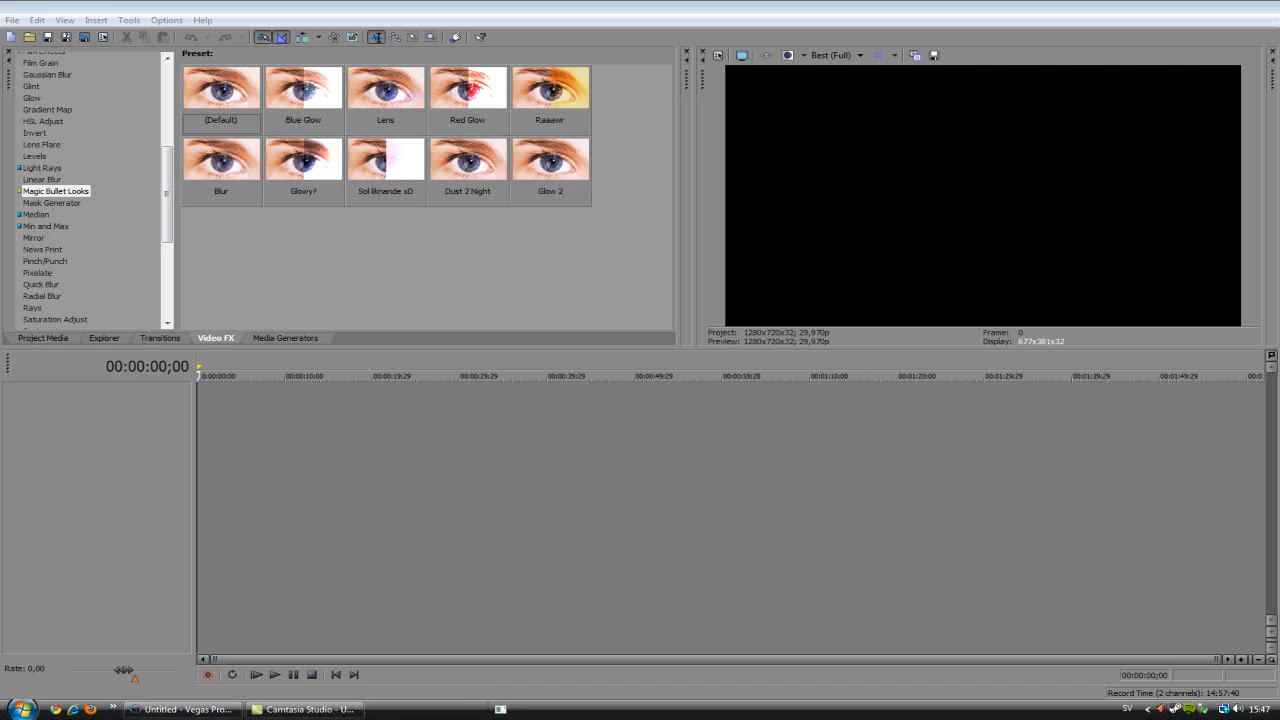 File Edit View Insert Tools Options Help
Film Grain
Gaussian Blur
Glint
Glow
Gradient Map
HSL Adjust
Invert
Lens Flare
Levels
Light Rays
Linear Blur
Magic Bullet Looks
Mask Generator
Median
Min and Max
Mirror
News Print
Pinch/Punch
Pixelate
Quick Blur
Radial Blur
Rays
Saturation Adjust
Preset:
(Default) Blue Glow Lens Red Glow Raaawr
Blur Glowy? Sol liknande xD Dust 2 Night Glow 2
Best (Full)
Project: 1280x720x32; 29,970p Frame: 0
Preview: 1280x720x32; 29,970p Display: 677x381x32
Project Media Explorer Transitions Video FX Media Generators
00:00:00;00
00:00:10:00 00:00:19:29 00:00:29:29 00:00:39:29 00:00:49:29 00:00:59:28 00:01:10:00 00:01:20:00 00:01:29:29 00:01:39:29 00:01:49:29
Rate: 0,00
00:00:00;00
Record Time (2 channels): 14:57:40
Untitled - Vegas Pro... Camtasia Studio - U... SV 15:47